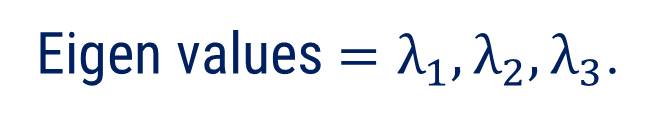 Eigen values = λ₁, λ₂, λ₃.